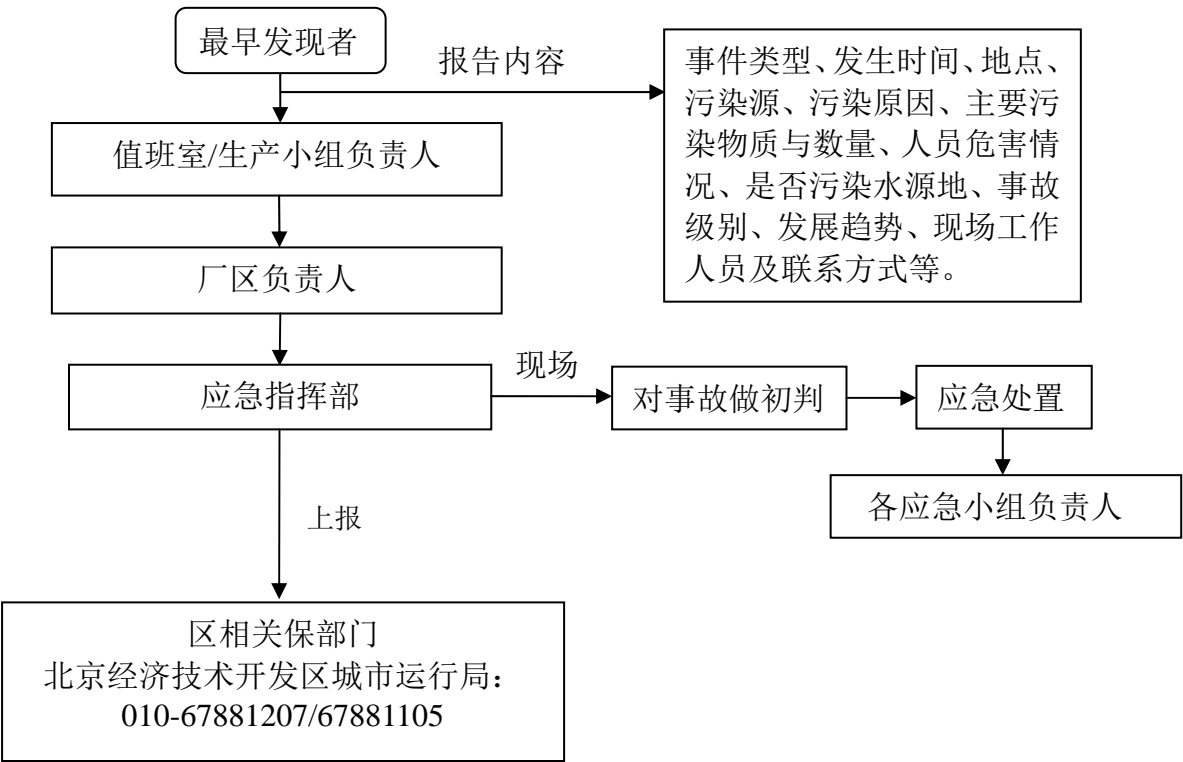 最早发现者
报告内容
事件类型、发生时间、地点、
污染源、污染原因、主要污
染物质与数量、人员危害情
况、是否污染水源地、事故
级别、发展趋势、现场工作
人员及联系方式等。
值班室/生产小组负责人
厂区负责人
应急指挥部
现场
对事故做初判
应急处置
各应急小组负责人
上报
区相关保部门
北京经济技术开发区城市运行局：
010-67881207/67881105